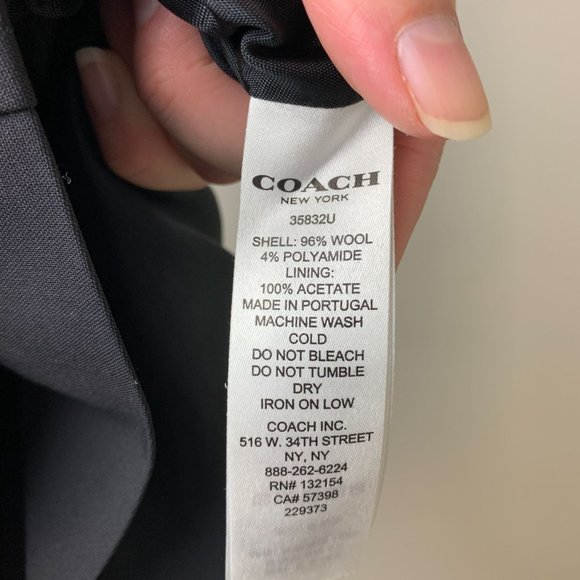 COACH
NEW YORK
35832U
SHELL: 96% WOOL
4% POLYAMIDE
LINING:
100% ACETATE
MADE IN PORTUGAL
MACHINE WASH
COLD
DO NOT BLEACH
DO NOT TUMBLE
DRY
IRON ON LOW
COACH INC.
516 W. 34TH STREET
NY, NY
888-262-6224
RN# 132154
CA# 57398
229373